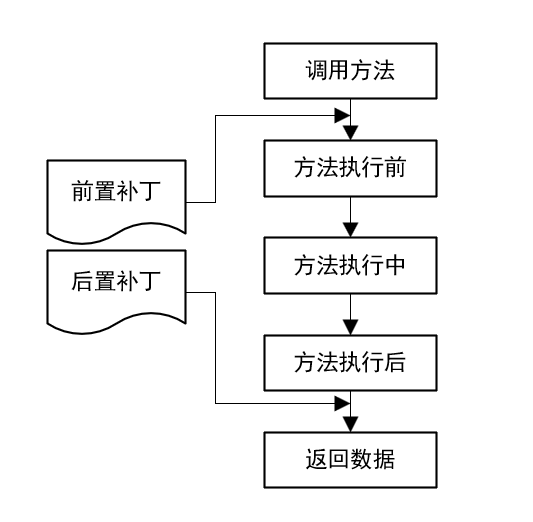 调用方法
方法执行前
前置补丁
方法执行中
后置补丁
方法执行后
返回数据